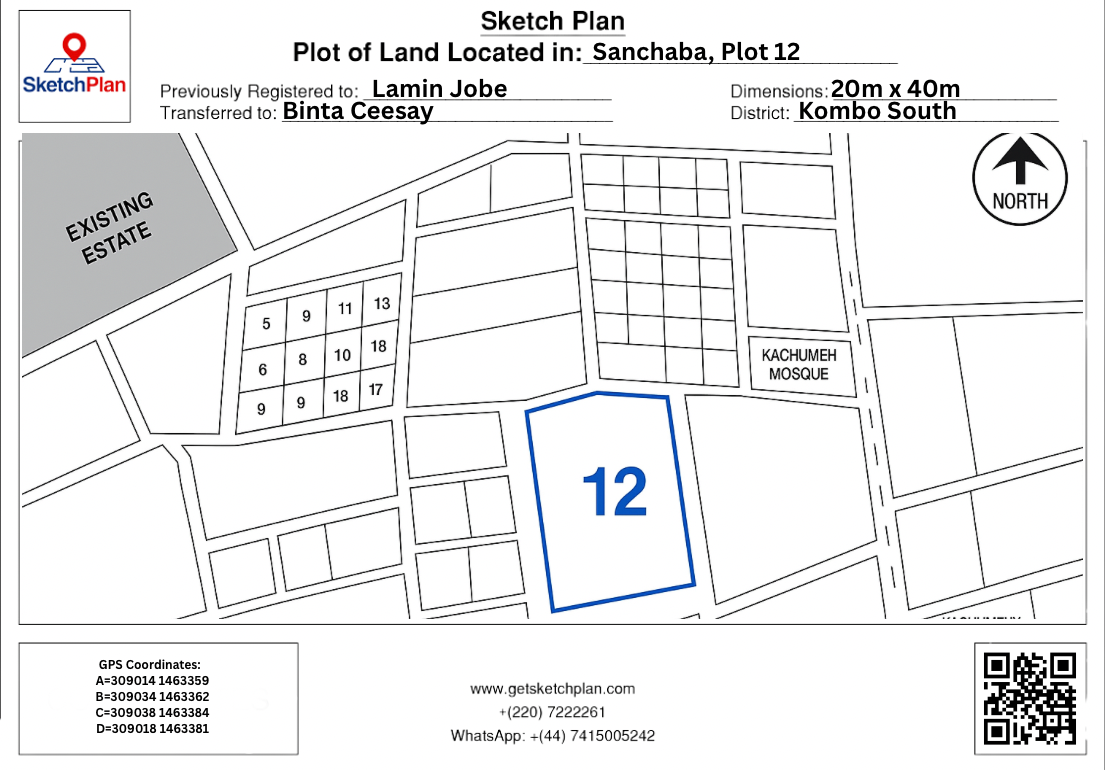 Sketch Plan
Plot of Land Located in: Sanchaba, Plot 12
SketchPlan
Previously Registered to: Lamin Jobe
Dimensions: 20m x 40m
Transferred to: Binta Ceesay
District: Kombo South
EXISTING
ESTATE
NORTH
5 9 11 13
6 8 10 18
9 9 18 17
KACHUMEH
MOSQUE
12
GPS Coordinates:
A=309014 1463359
B=309034 1463362
C=309038 1463384
D=309018 1463381
www.getsketchplan.com
+(220) 7222261
WhatsApp: +(44) 7415005242